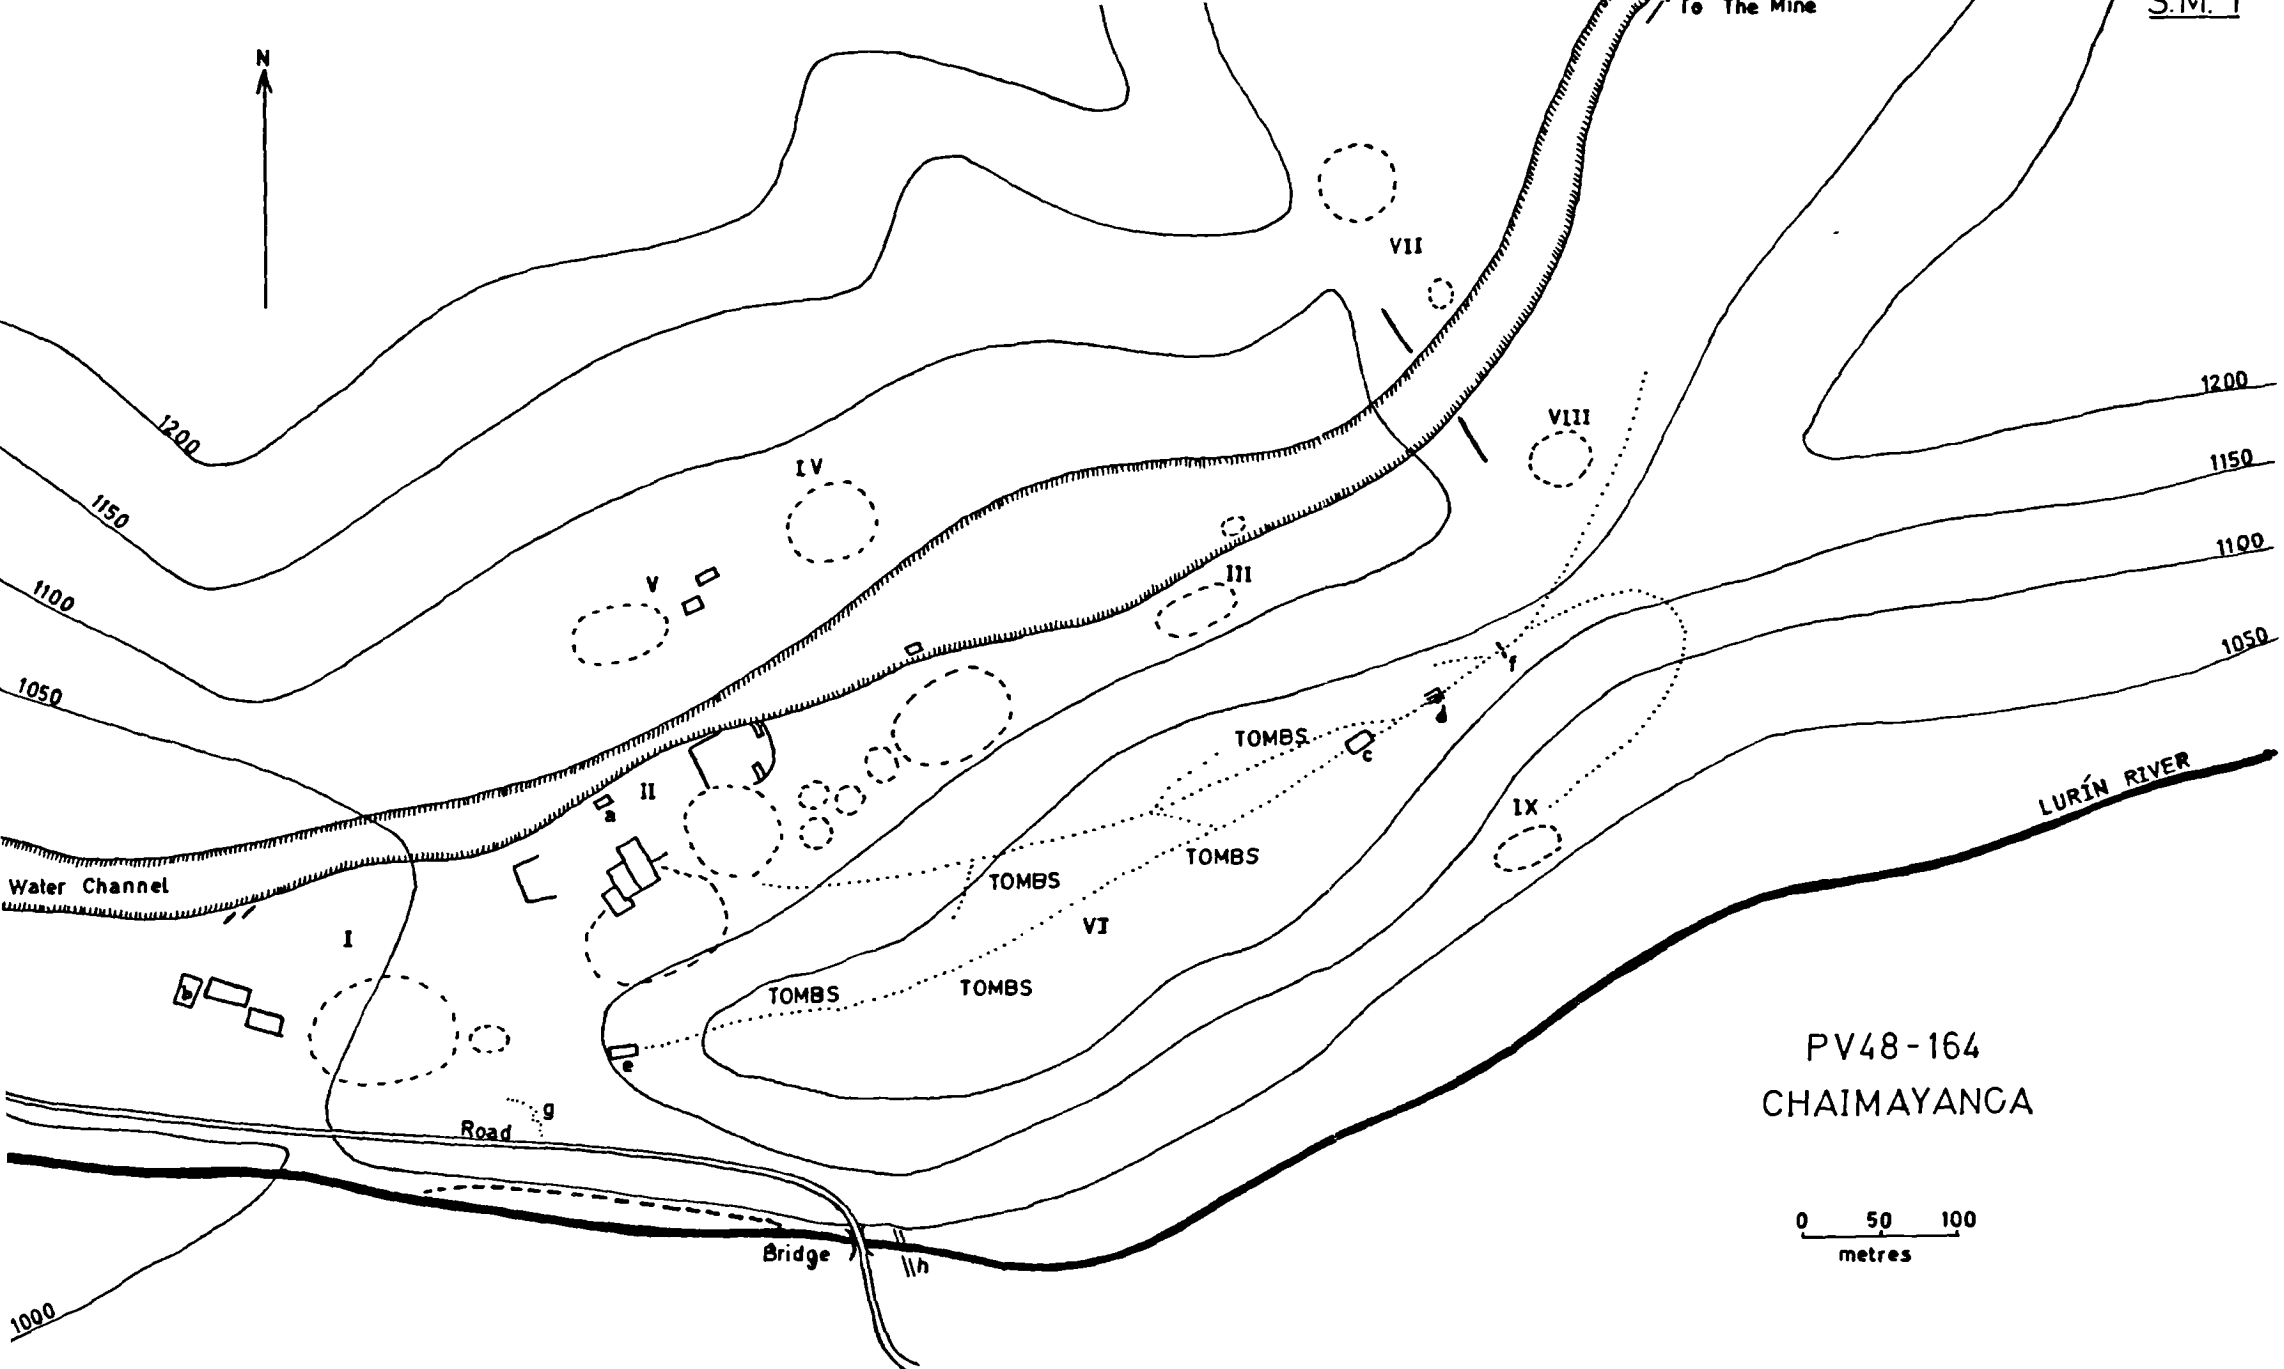 To The Mine
S.M. 1
N
VII
1200
VIII
1200
IV
1150
1150
1100
III
V
1100
1050
f
1050
d
TOMBS
c
II
a
LURÍN RIVER
IX
TOMBS
TOMBS
Water Channel
VI
I
b
TOMBS
TOMBS
e
PV48-164
CHAIMAYANCA
g
Road
0 50 100
metres
Bridge
h
1000